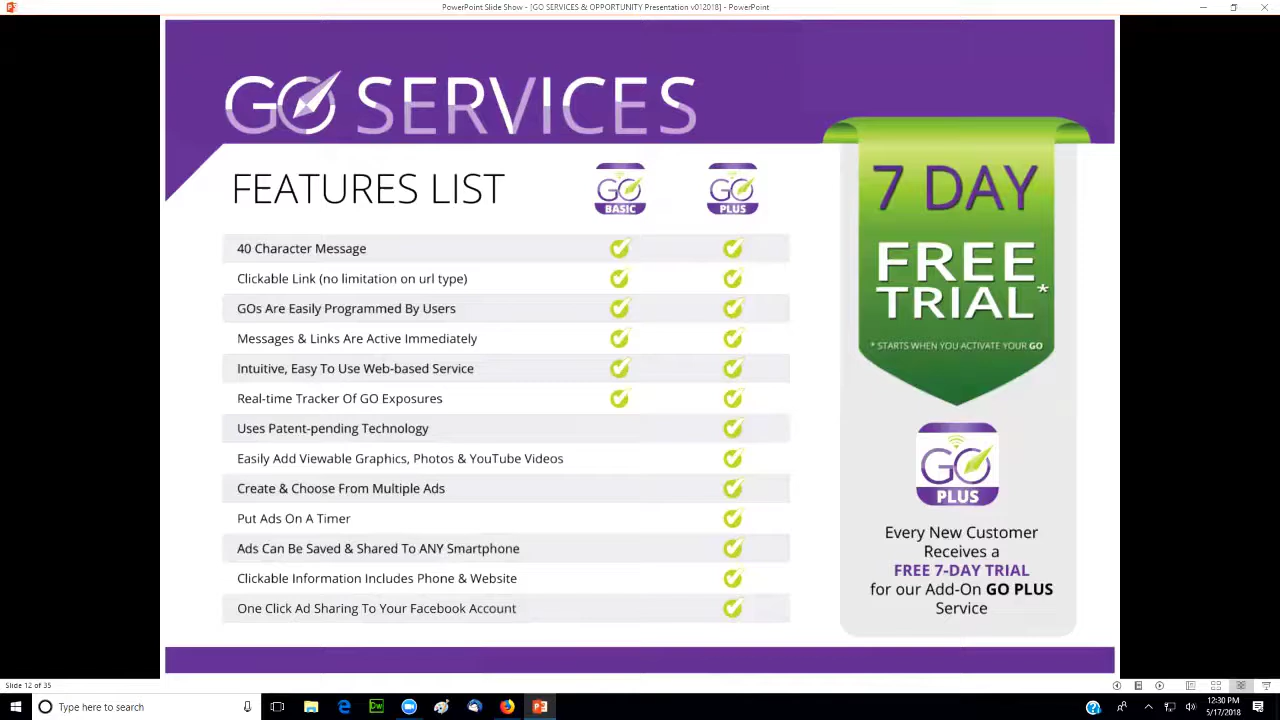 PowerPoint Slide Show - [GO SERVICES & OPPORTUNITY Presentation v012018] - PowerPoint
GO SERVICES
FEATURES LIST
GO BASIC
GO PLUS
40 Character Message
Clickable Link (no limitation on url type)
GOs Are Easily Programmed By Users
Messages & Links Are Active Immediately
Intuitive, Easy To Use Web-based Service
Real-time Tracker Of GO Exposures
Uses Patent-pending Technology
Easily Add Viewable Graphics, Photos & YouTube Videos
Create & Choose From Multiple Ads
Put Ads On A Timer
Ads Can Be Saved & Shared To ANY Smartphone
Clickable Information Includes Phone & Website
One Click Ad Sharing To Your Facebook Account
7 DAY
FREE
TRIAL*
* STARTS WHEN YOU ACTIVATE YOUR GO
GO
PLUS
Every New Customer
Receives a
FREE 7-DAY TRIAL
for our Add-On GO PLUS
Service
Slide 12 of 35
Type here to search
Dw
12:30 PM
5/17/2018